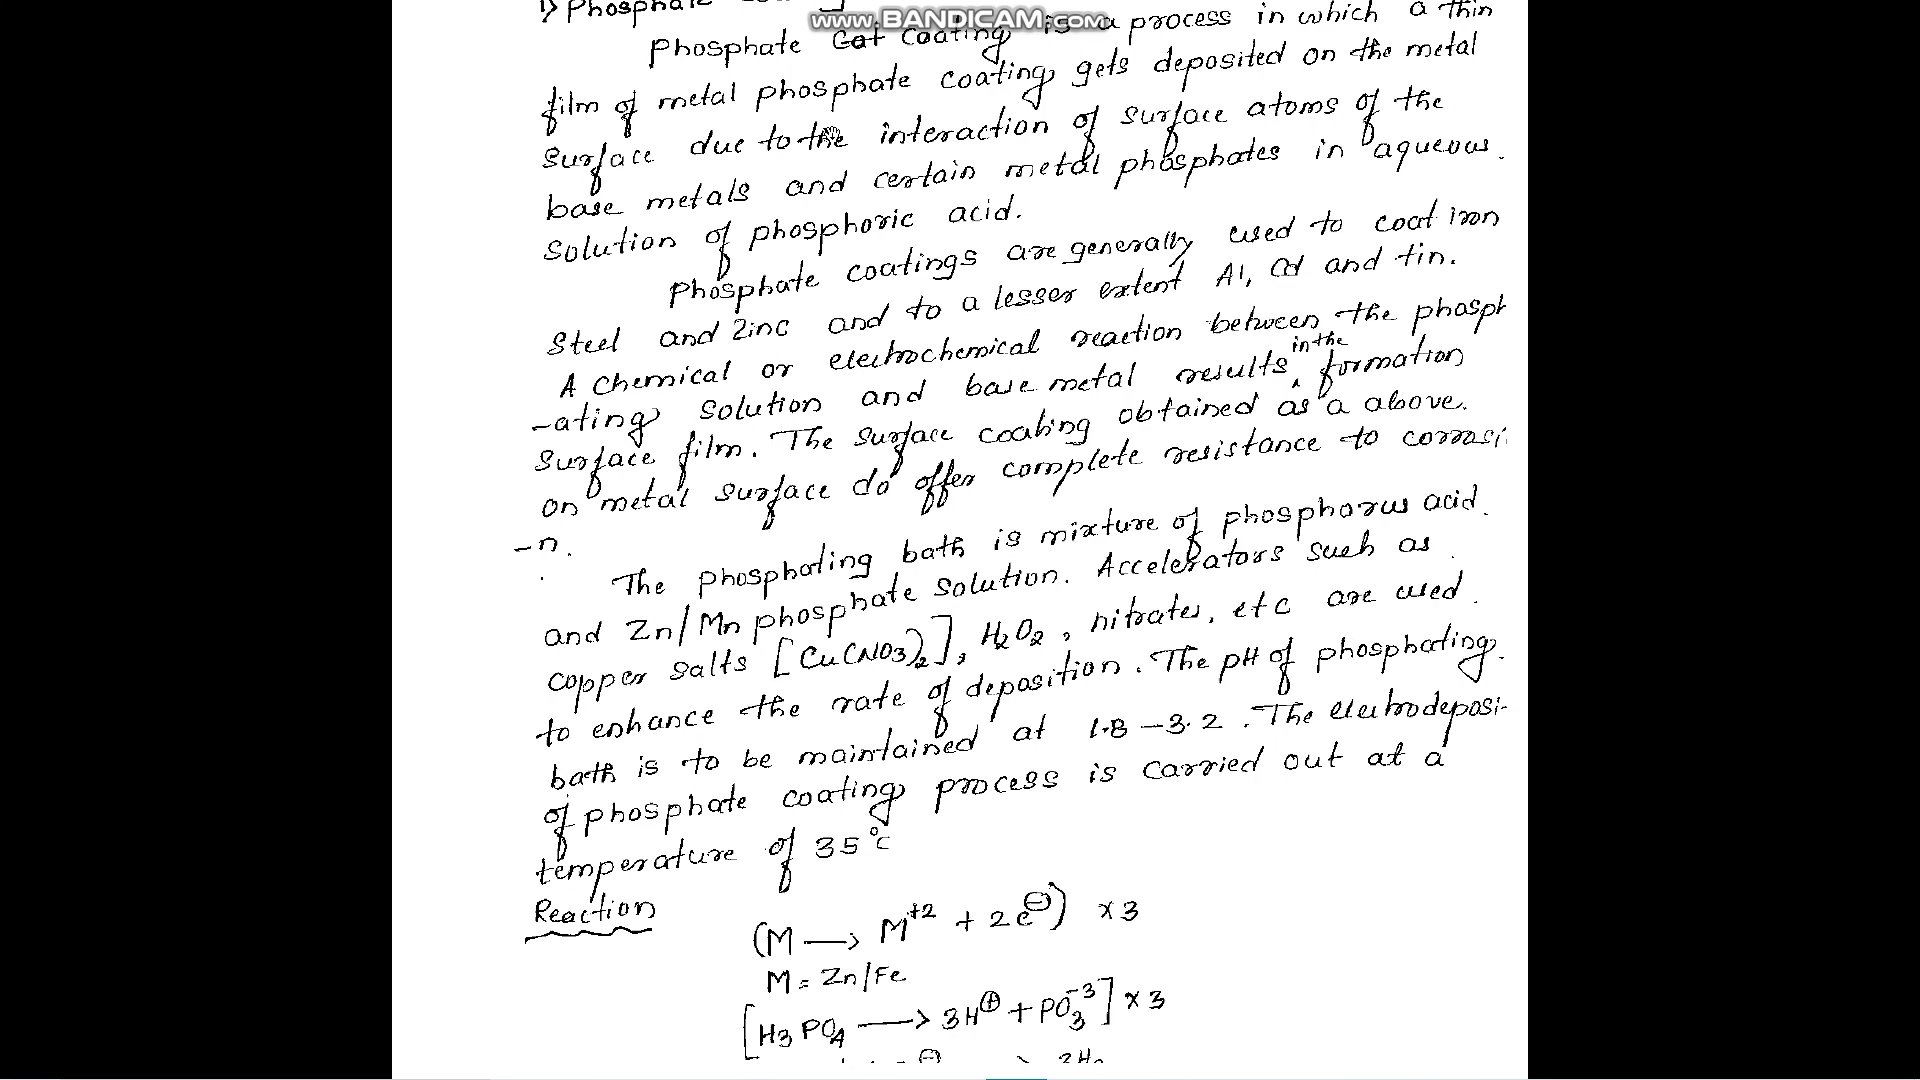 1) Phosphate
www.BANDICAM.com
Phosphate Cot Coating is a process in which a thin
film of metal phosphate coating gets deposited on the metal
surface due to the interaction of surface atoms of the
base metals and certain metal phosphates in aqueous.
solution of phosphoric acid.
Phosphate coatings are generally used to coat iron
Steel and Zinc and to a lesser extent Al, Cd and tin.
A chemical or electrochemical reaction between the phosph
-ating solution and base metal results in the formation
surface film. The surface coating obtained as a above.
on metal surface do offer complete resistance to corrosi
-n.
The phosphating bath is mixture of phosphorus acid.
and Zn/Mn phosphate solution. Accelerators such as
copper salts [Cu(NO3)2], H2O2, nitrates, etc are used
to enhance the rate of deposition. The pH of phosphating.
bath is to be maintained at 1.8-3.2. The electrodeposi-
of phosphate coating process is carried out at a
temperature of 35°c
Reaction
(M → M+2 + 2e⊖) x3
M = Zn/Fe
[H3PO4 → 3H⊕ + PO3-3] x3